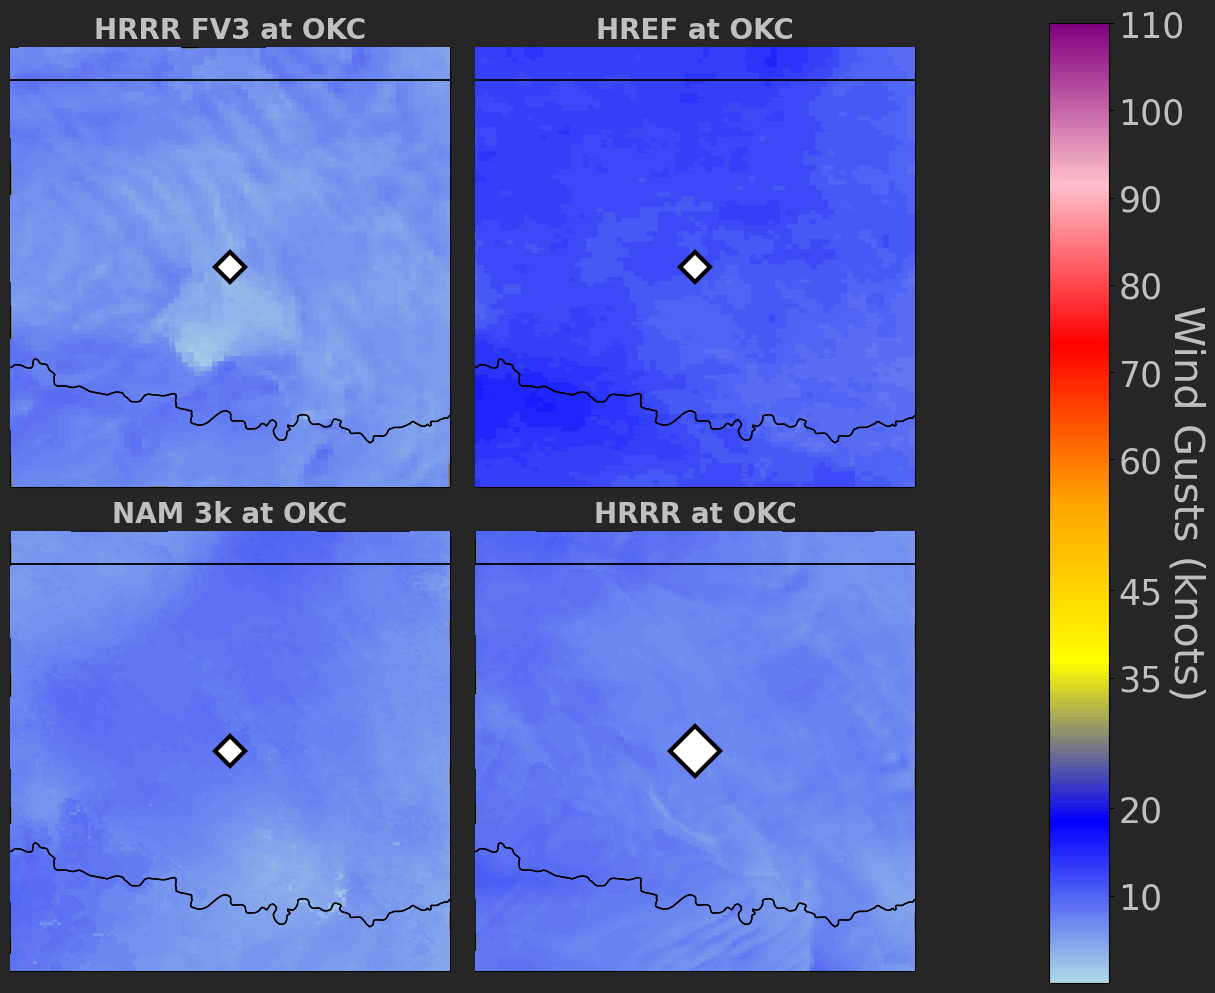 HRRR FV3 at OKC
HREF at OKC
NAM 3k at OKC
HRRR at OKC
110
100
90
80
70
60
45
35
20
10
Wind Gusts (knots)